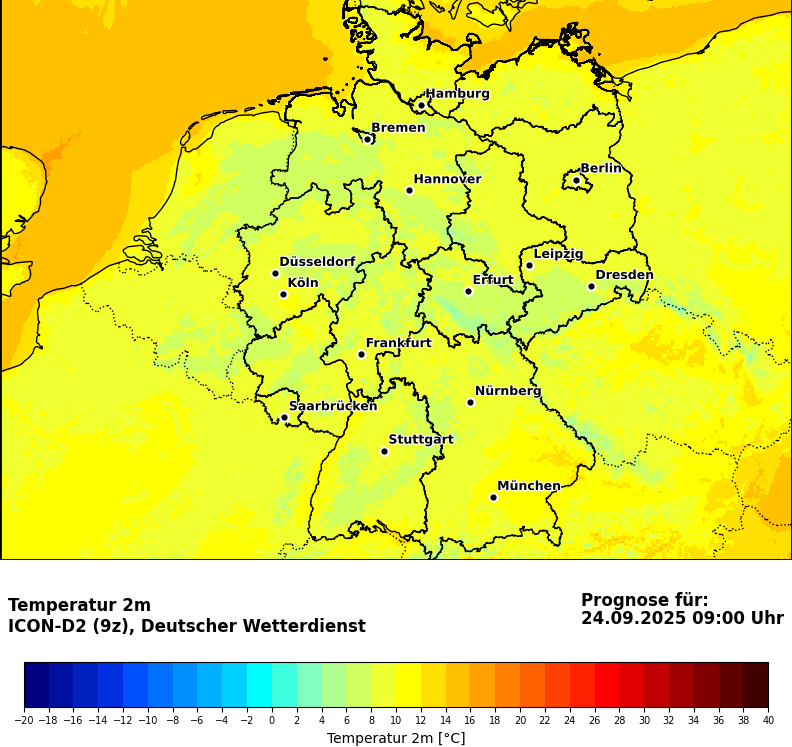 Hamburg
Bremen
Berlin
Hannover
Leipzig
Düsseldorf
Dresden
Köln
Erfurt
Frankfurt
Nürnberg
Saarbrücken
Stuttgart
München
Temperatur 2m
ICON-D2 (9z), Deutscher Wetterdienst
Prognose für:
24.09.2025 09:00 Uhr
−20 −18 −16 −14 −12 −10 −8 −6 −4 −2 0 2 4 6 8 10 12 14 16 18 20 22 24 26 28 30 32 34 36 38 40
Temperatur 2m [°C]